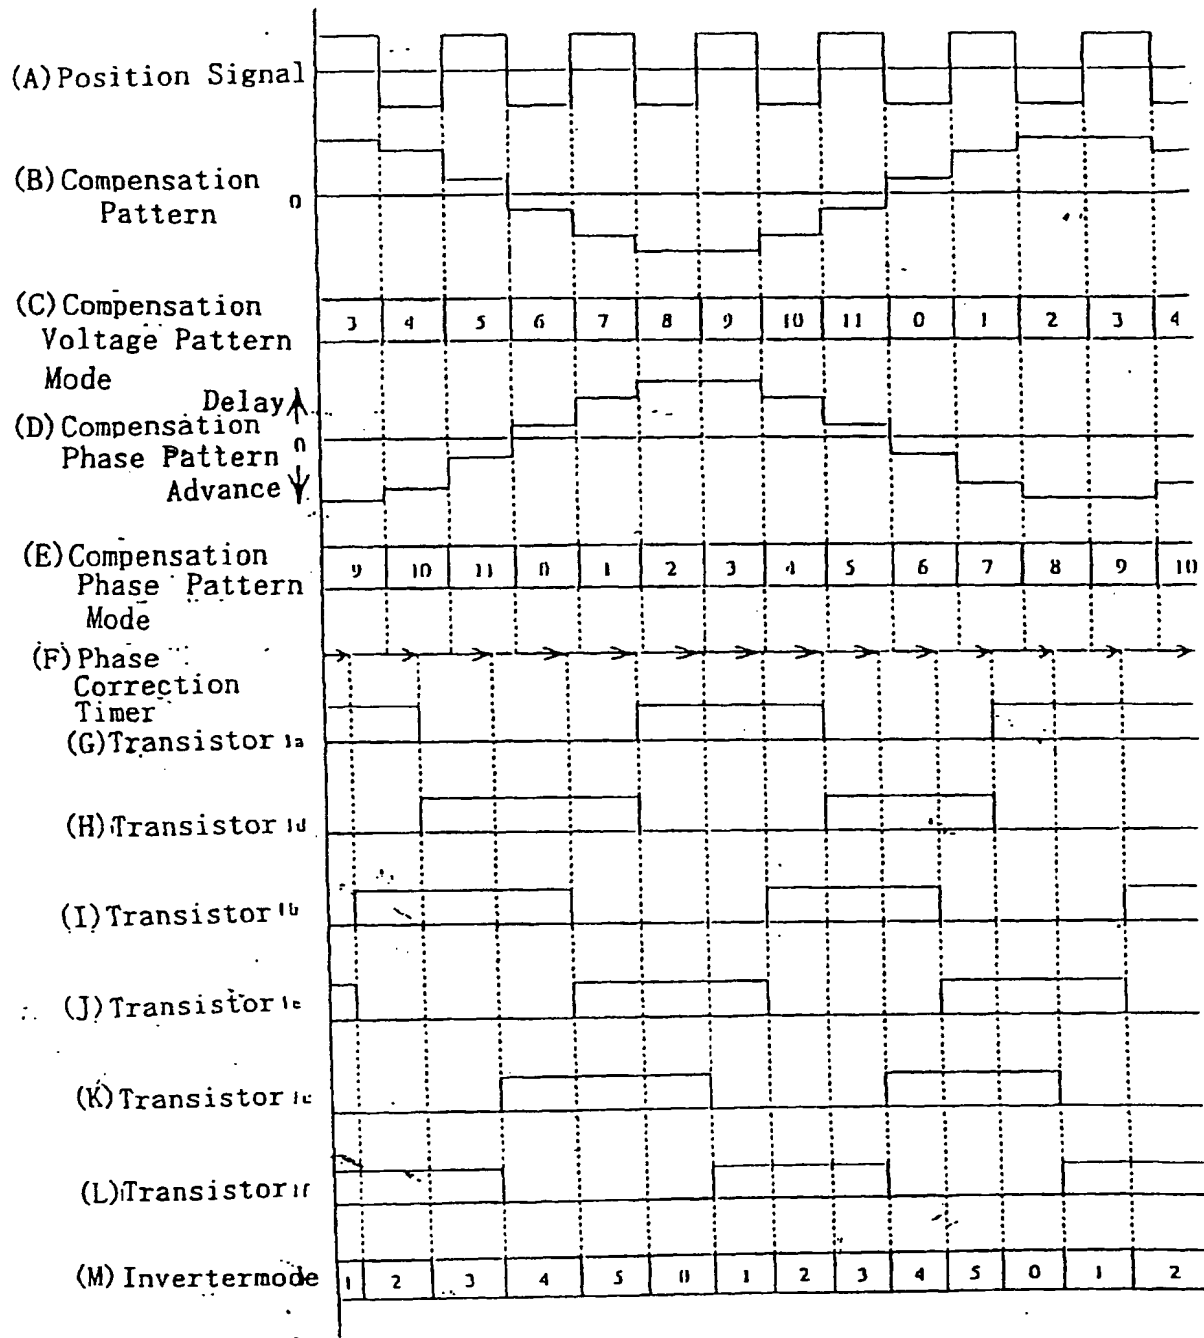 (A) Position Signal
(B) Compensation
Pattern
0
(C) Compensation
Voltage Pattern
Mode
3 4 5 6 7 8 9 10 11 0 1 2 3 4
Delay
(D) Compensation
Phase Pattern 0
Advance
(E) Compensation
Phase Pattern
Mode
9 10 11 0 1 2 3 4 5 6 7 8 9 10
(F) Phase
Correction
Timer
(G) Transistor 1a
(H) Transistor 1d
(I) Transistor 1b
(J) Transistor
(K) Transistor
(L) Transistor 1f
(M) Invertermode 1 2 3 4 5 0 1 2 3 4 5 0 1 2